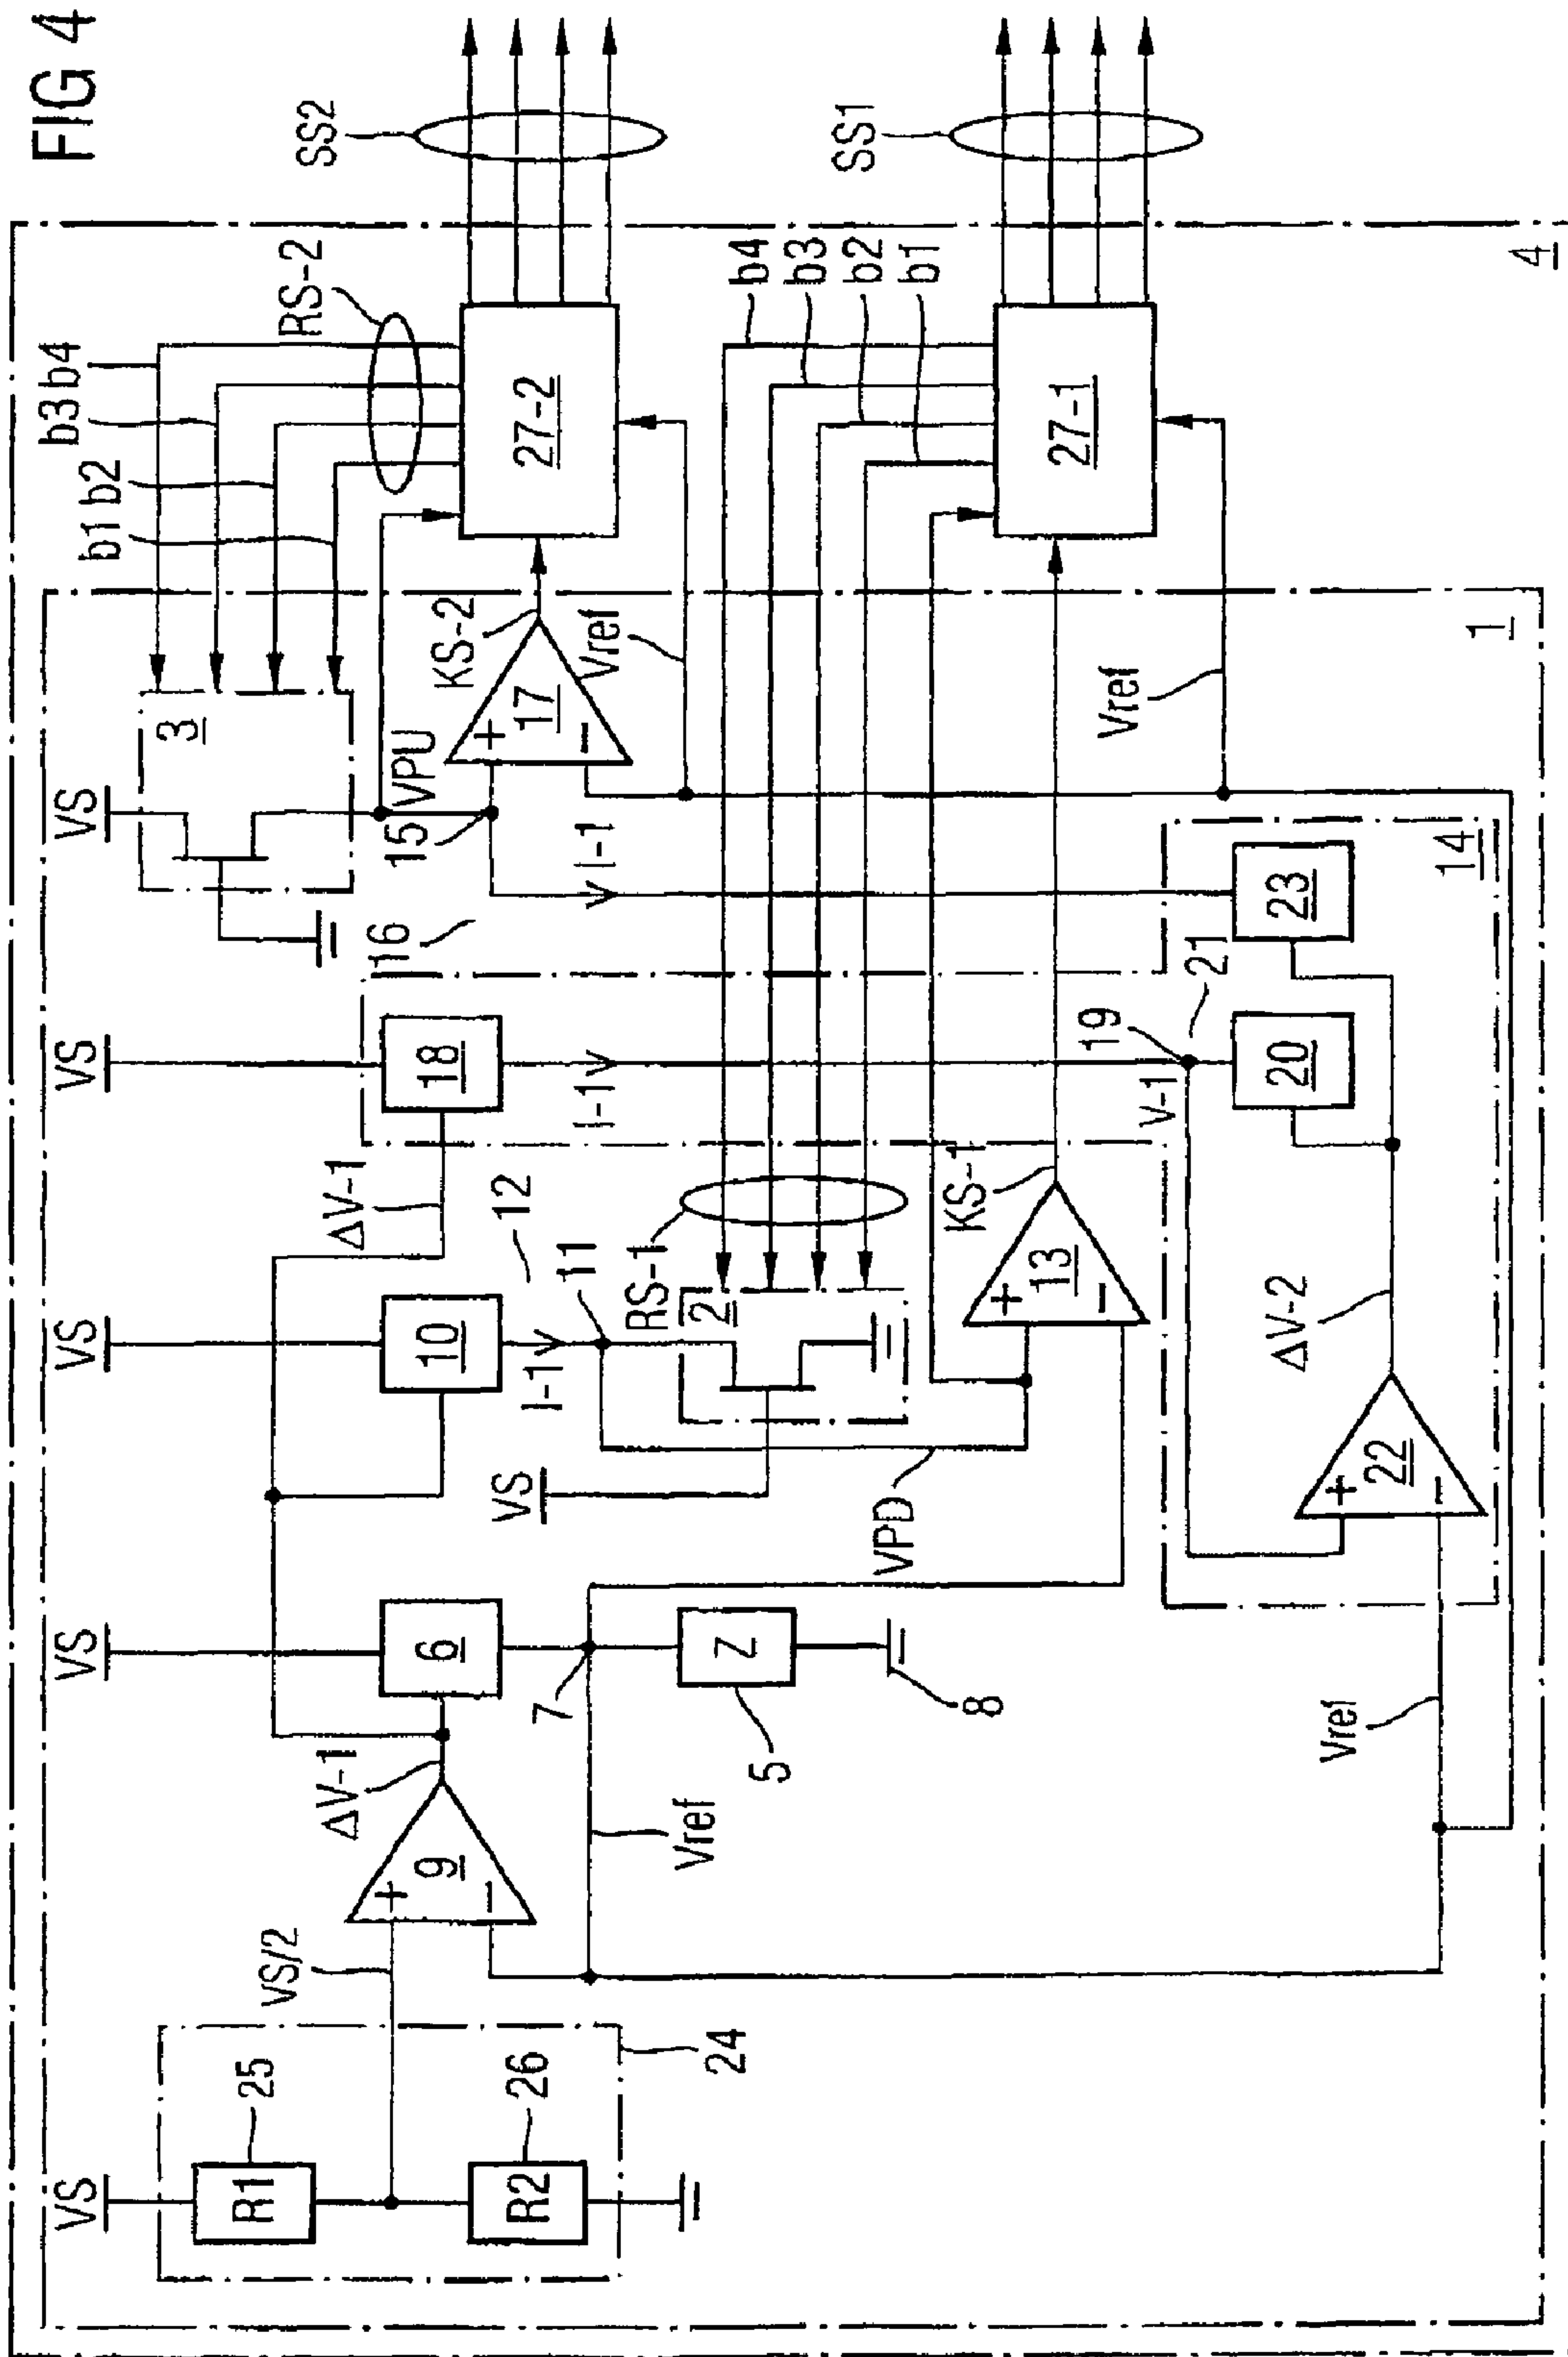 FIG 4
SS2
SS1
VS
VS
VS
VS
VS
3
b1
b2
b3
b4
RS-2
27-2
16
15
VPU
17
KS-2
Vref
I-1
b4
b3
b2
b1
27-1
Vref
4
1
VS/2
24
R1
25
R2
26
9
ΔV-1
6
7
Z
5
8
Vref
10
I-1
12
11
ΔV-1
18
I-1
VS
RS-1
2
VPD
13
KS-1
19
21
V-1
20
23
14
22
ΔV-2
Vref